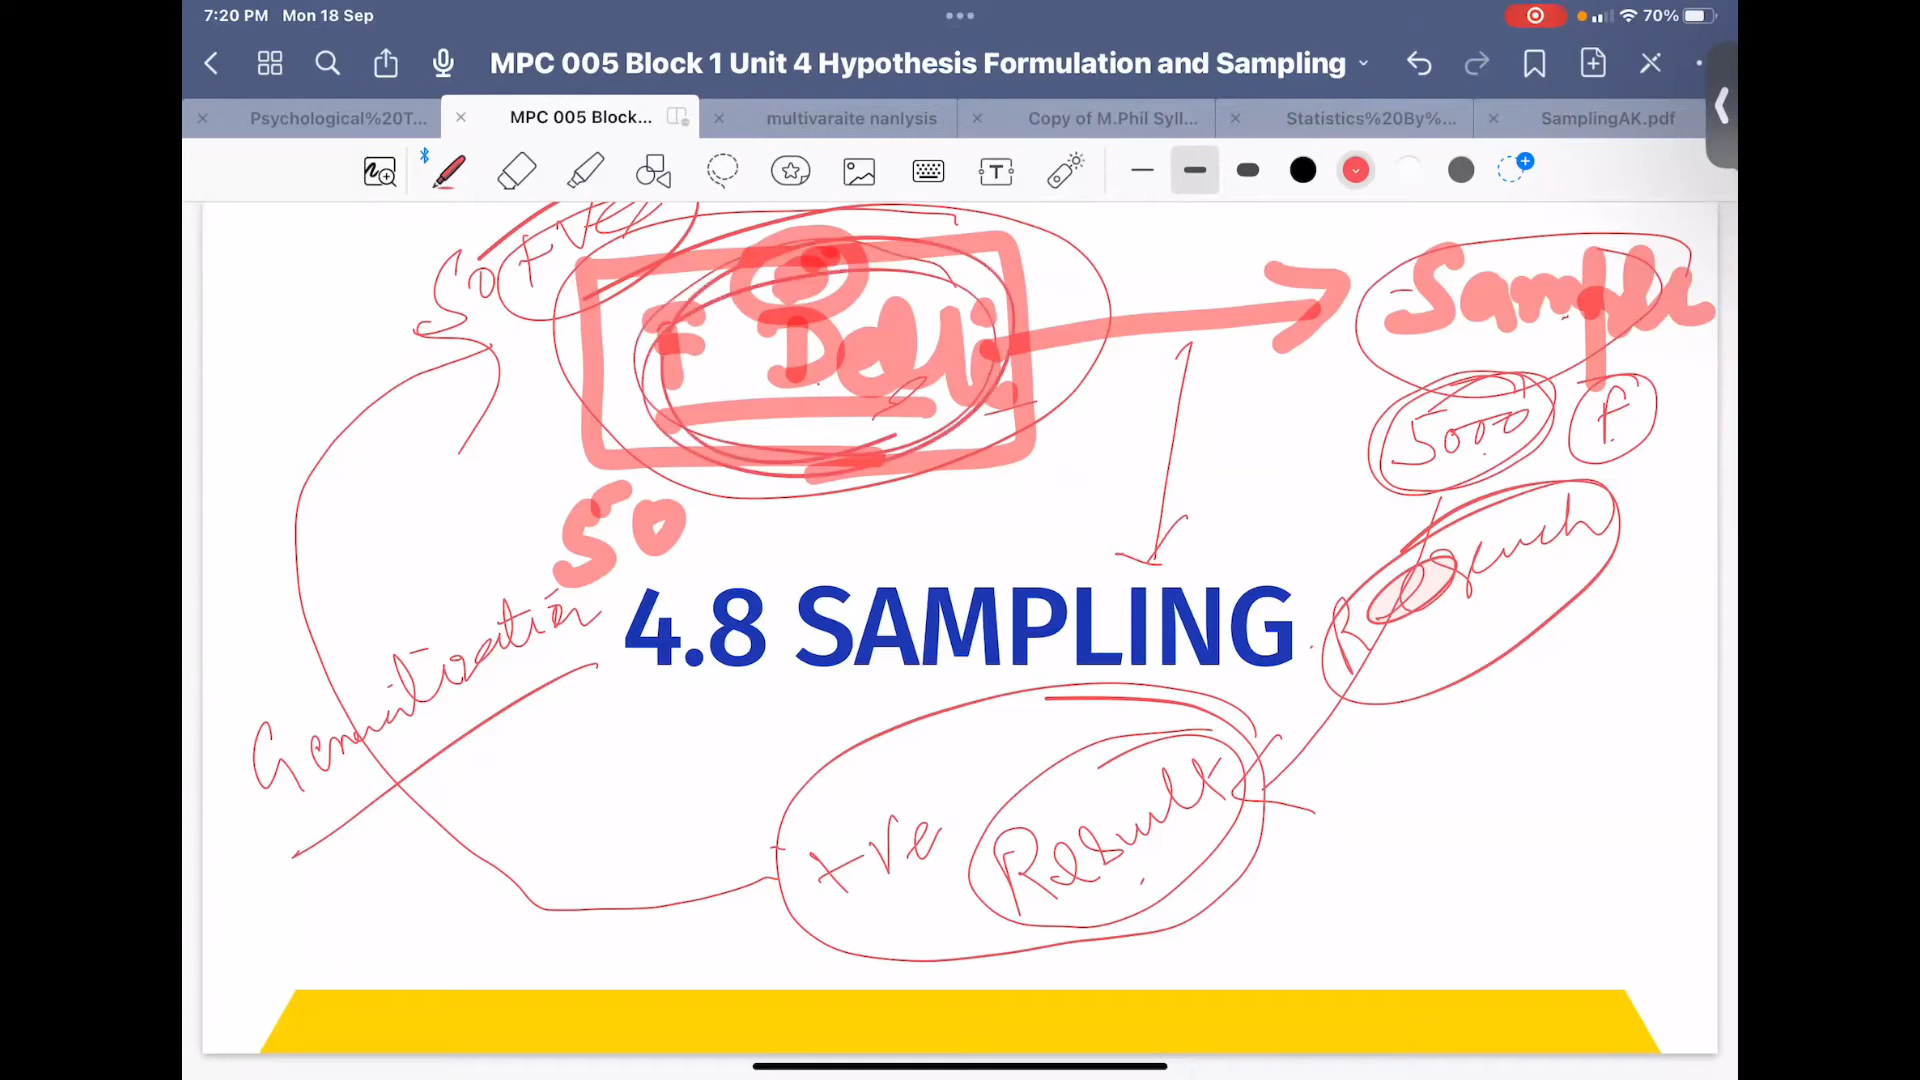 7:20 PM Mon 18 Sep
70%
MPC 005 Block 1 Unit 4 Hypothesis Formulation and Sampling
Psychological%20T...
MPC 005 Block...
multivaraite nanlysis
Copy of M.Phil Syll...
Statistics%20By%...
SamplingAK.pdf
T
F Delhi
Sample
5000
F
50
Research
4.8 SAMPLING
+ve Result